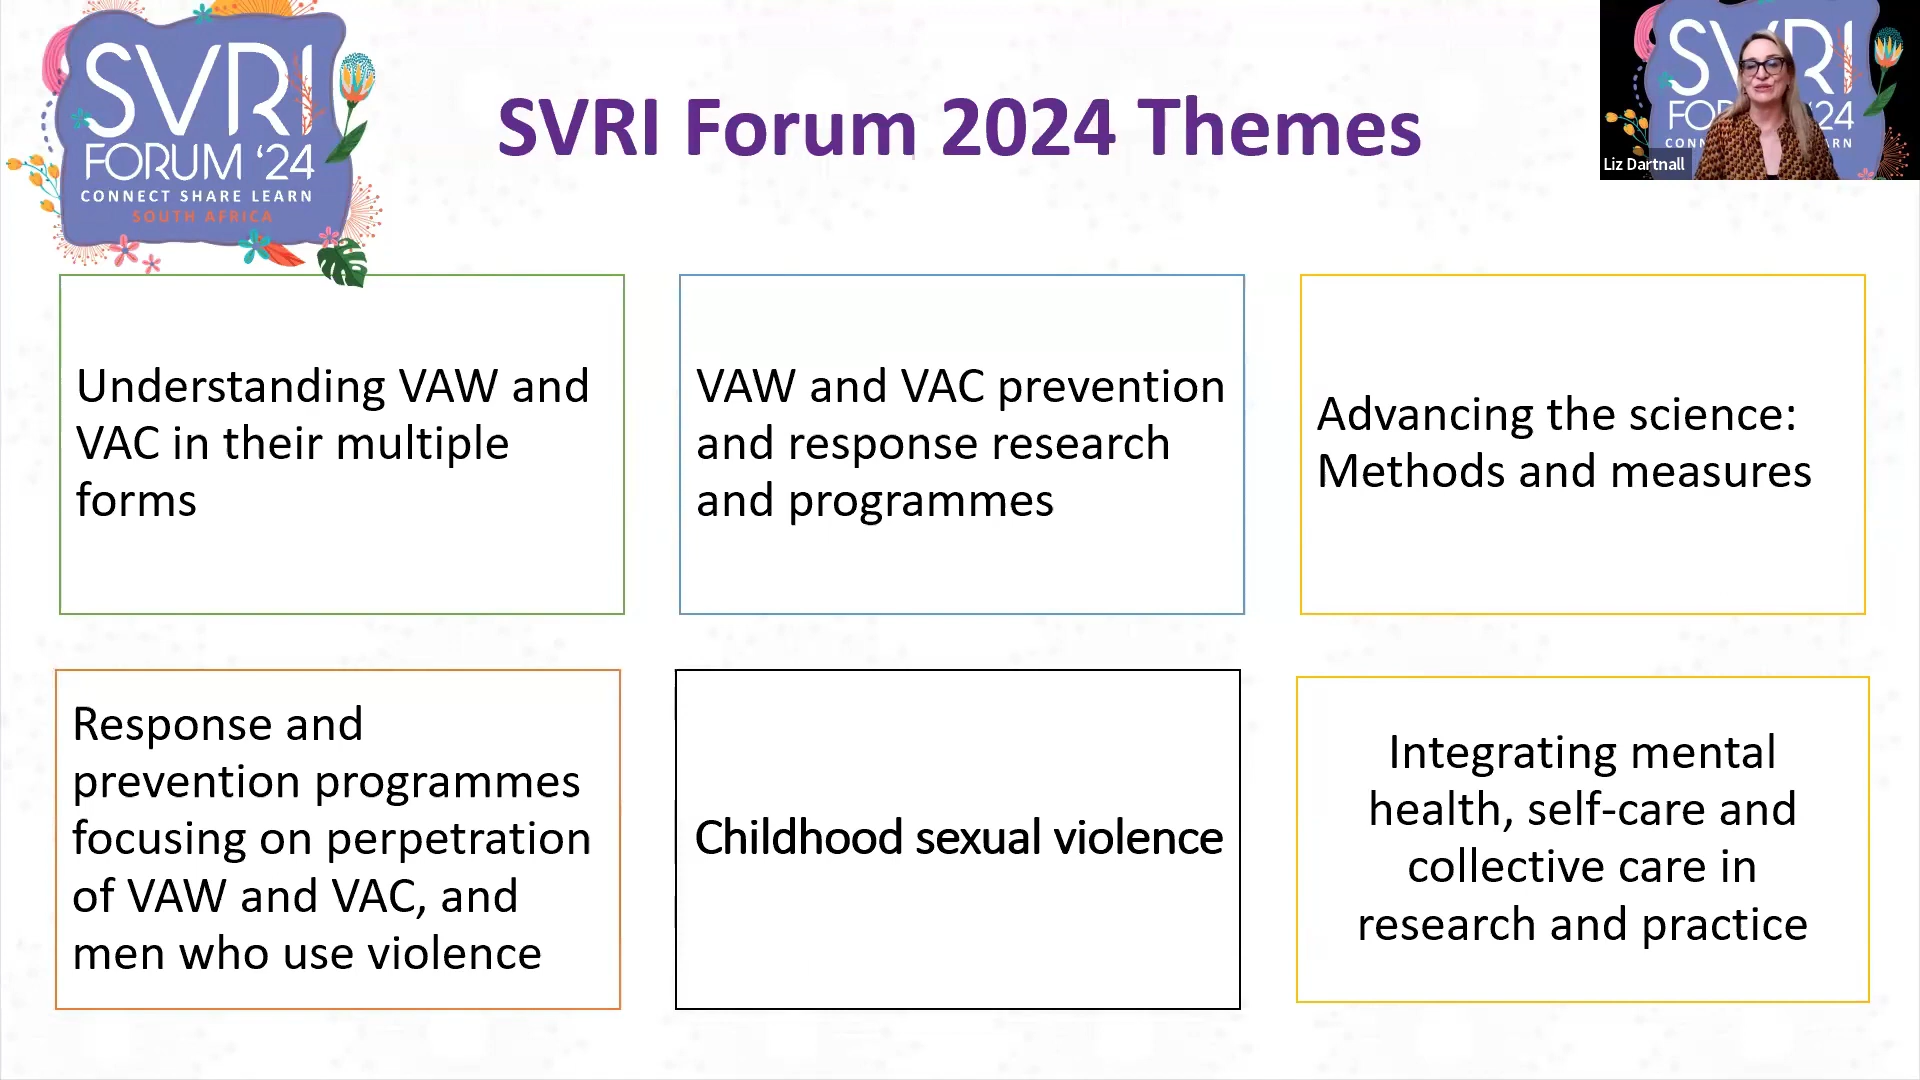 SVRI
FORUM ‘24
CONNECT SHARE LEARN
SOUTH AFRICA
SVRI Forum 2024 Themes
SVRI
Liz Dartnall
Understanding VAW and
VAC in their multiple
forms
VAW and VAC prevention
and response research
and programmes
Advancing the science:
Methods and measures
Response and
prevention programmes
focusing on perpetration
of VAW and VAC, and
men who use violence
Childhood sexual violence
Integrating mental
health, self-care and
collective care in
research and practice